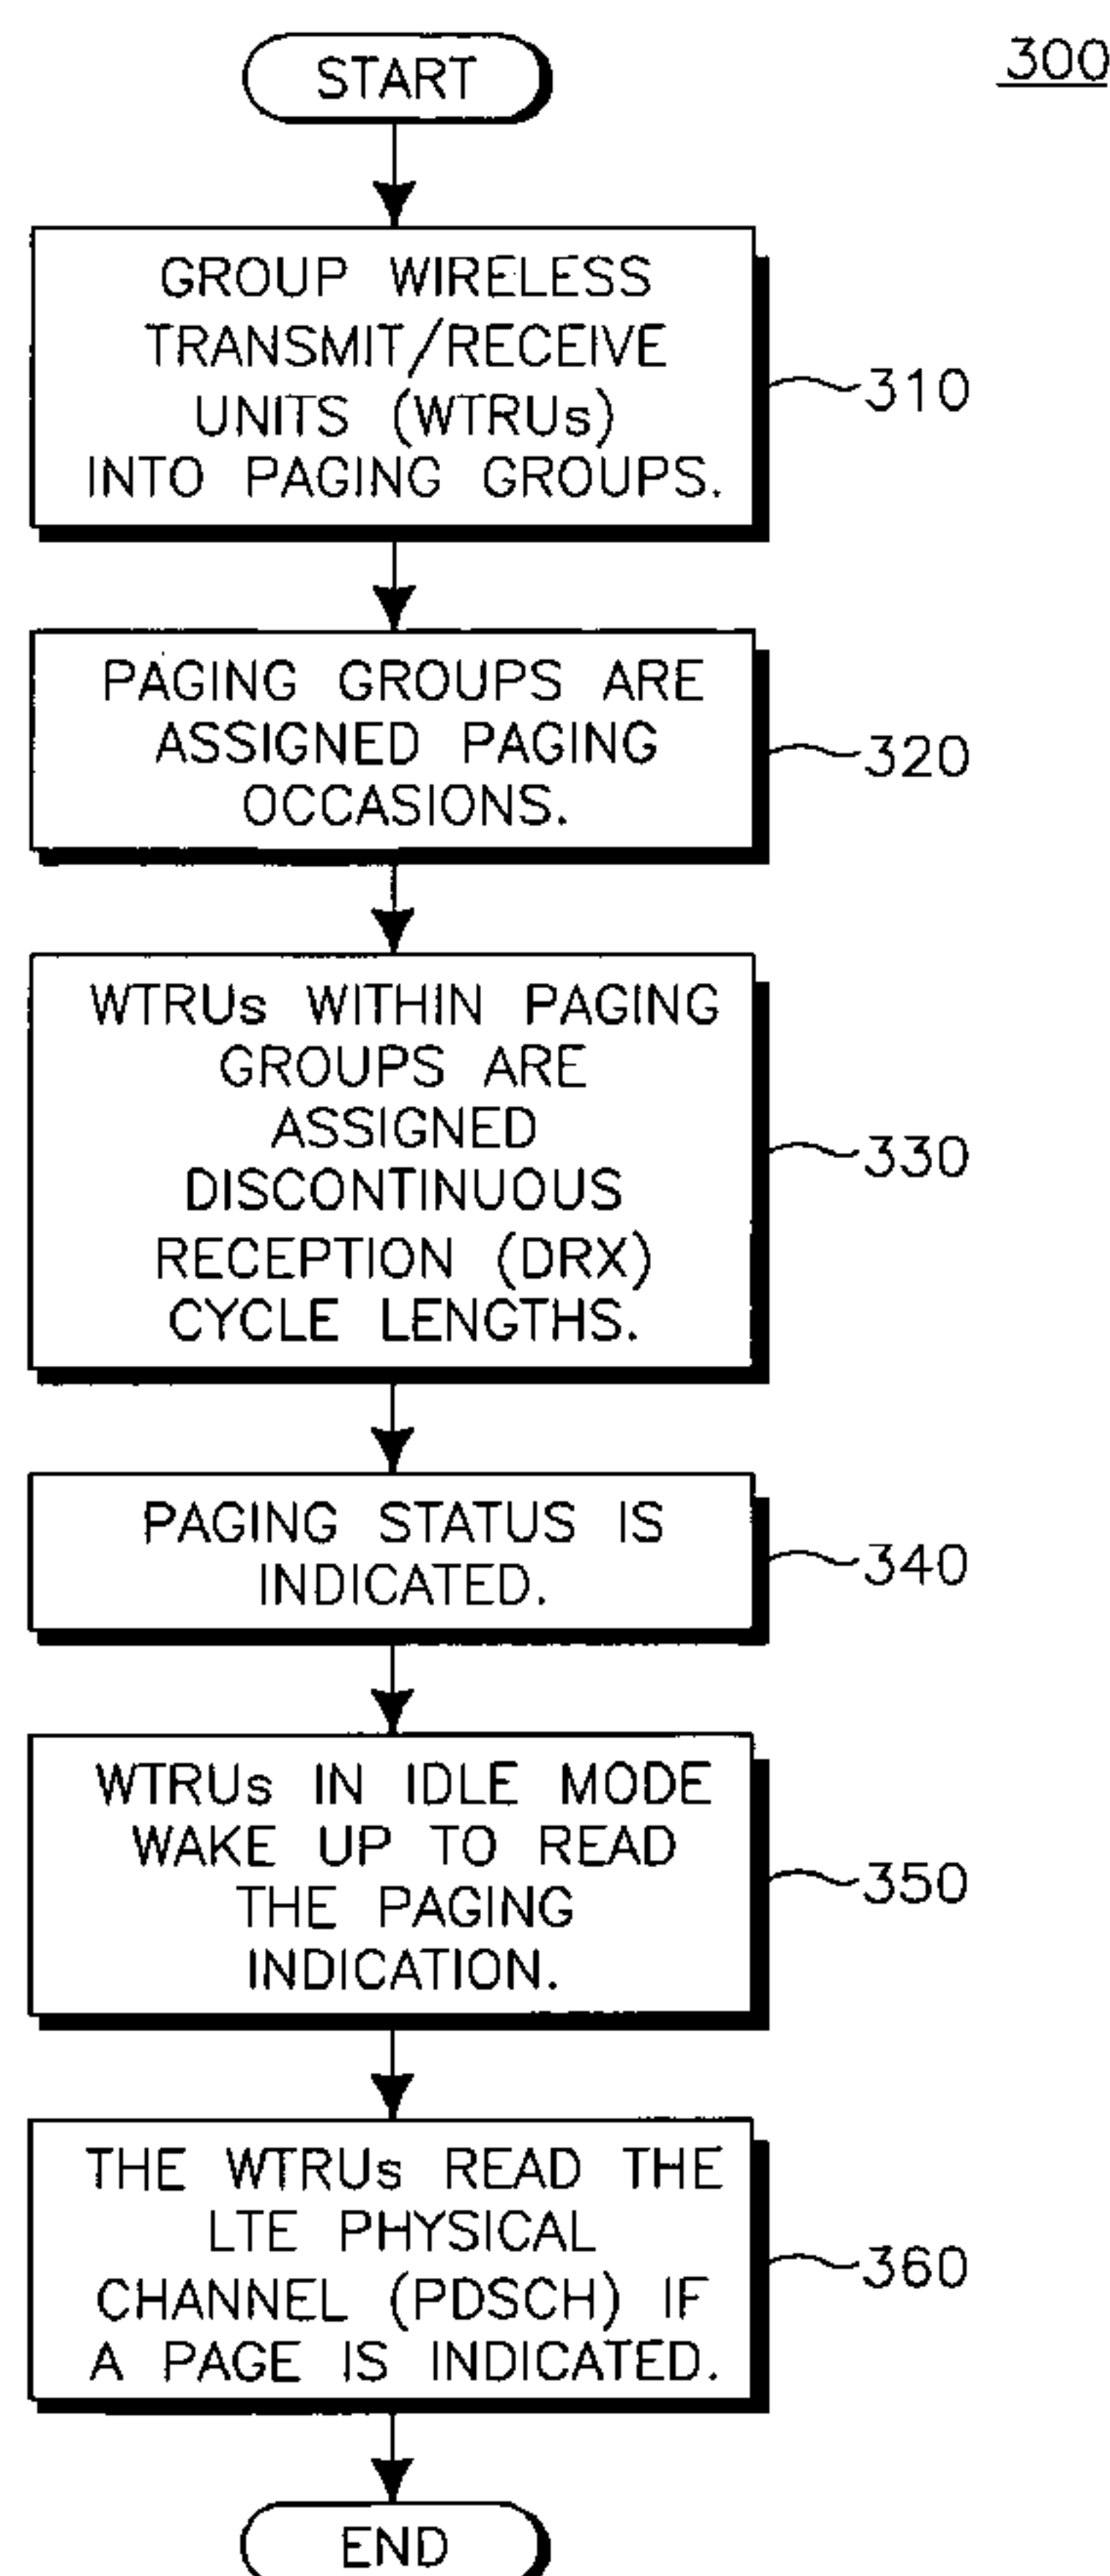 300
START
GROUP WIRELESS
TRANSMIT/RECEIVE
UNITS (WTRUs)
INTO PAGING GROUPS.
310
PAGING GROUPS ARE
ASSIGNED PAGING
OCCASIONS.
320
WTRUs WITHIN PAGING
GROUPS ARE
ASSIGNED
DISCONTINUOUS
RECEPTION (DRX)
CYCLE LENGTHS.
330
PAGING STATUS IS
INDICATED.
340
WTRUs IN IDLE MODE
WAKE UP TO READ
THE PAGING
INDICATION.
350
THE WTRUs READ THE
LTE PHYSICAL
CHANNEL (PDSCH) IF
A PAGE IS INDICATED.
360
END